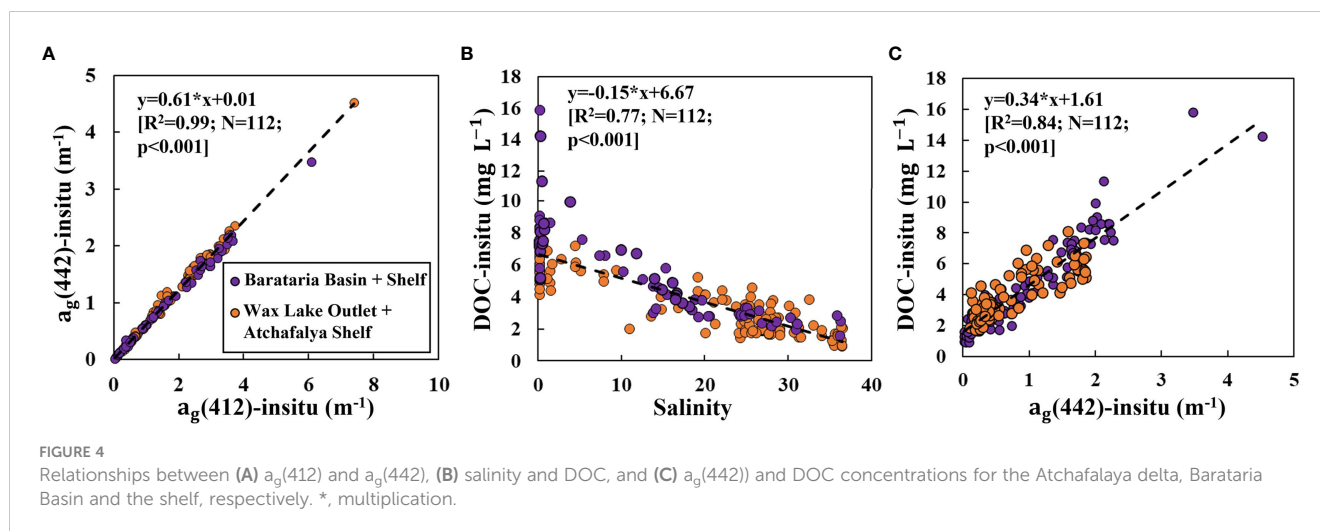 A
a_g(442)-insitu (m⁻¹)
5
4
3
2
1
0
y=0.61*x+0.01
[R²=0.99; N=112;
p<0.001]
Barataria Basin + Shelf
Wax Lake Outlet +
Atchafalya Shelf
0 2 4 6 8 10
a_g(412)-insitu (m⁻¹)
B
DOC-insitu (mg L⁻¹)
18
16
14
12
10
8
6
4
2
0
y=-0.15*x+6.67
[R²=0.77; N=112;
p<0.001]
0 10 20 30 40
Salinity
C
DOC-insitu (mg L⁻¹)
18
16
14
12
10
8
6
4
2
0
y=0.34*x+1.61
[R²=0.84; N=112;
p<0.001]
0 1 2 3 4 5
a_g(442)-insitu (m⁻¹)
FIGURE 4
Relationships between (A) a_g(412) and a_g(442), (B) salinity and DOC, and (C) a_g(442)) and DOC concentrations for the Atchafalaya delta, Barataria
Basin and the shelf, respectively. *, multiplication.